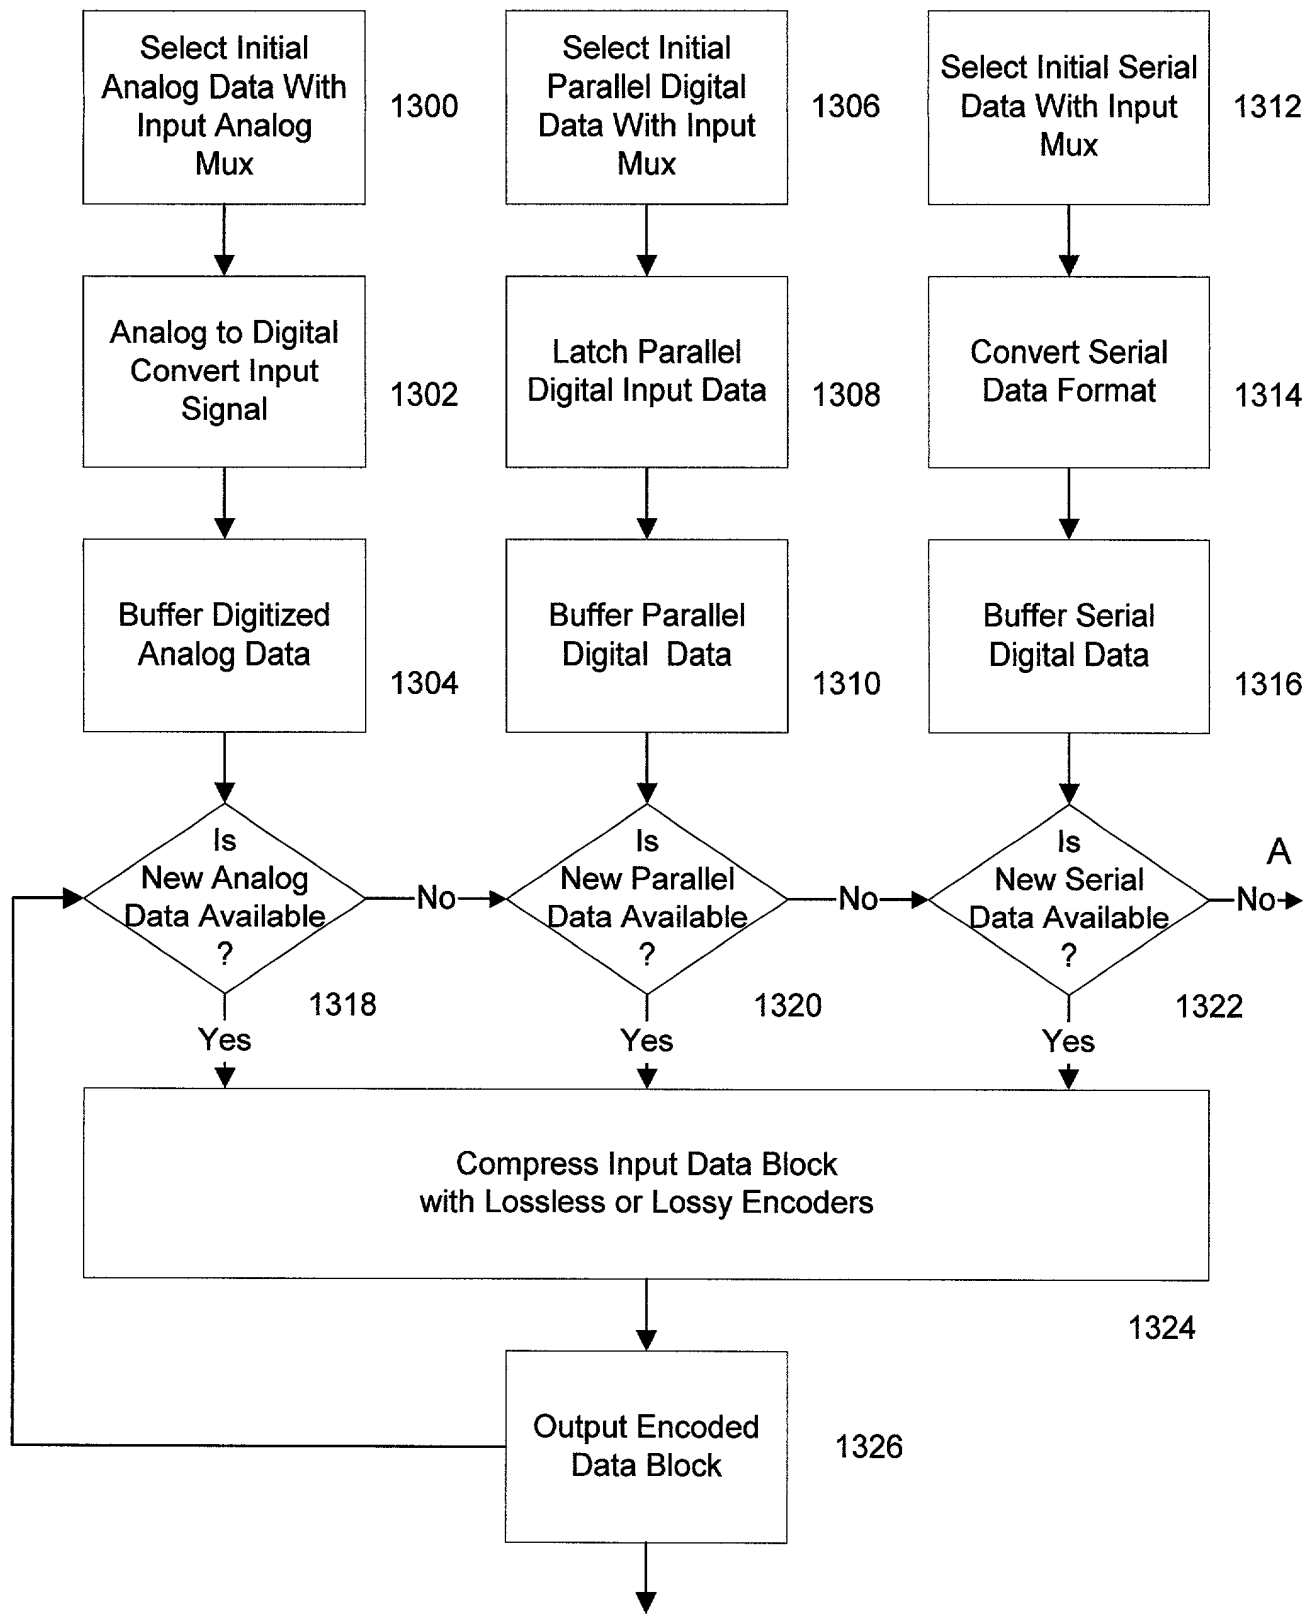 Select Initial
Analog Data With
Input Analog
Mux
1300
Select Initial
Parallel Digital
Data With Input
Mux
1306
Select Initial Serial
Data With Input
Mux
1312
Analog to Digital
Convert Input
Signal
1302
Latch Parallel
Digital Input Data
1308
Convert Serial
Data Format
1314
Buffer Digitized
Analog Data
1304
Buffer Parallel
Digital Data
1310
Buffer Serial
Digital Data
1316
Is
New Analog
Data Available
?
No
1318
Yes
Is
New Parallel
Data Available
?
No
1320
Yes
Is
New Serial
Data Available
?
A
No
1322
Yes
Compress Input Data Block
with Lossless or Lossy Encoders
1324
Output Encoded
Data Block
1326